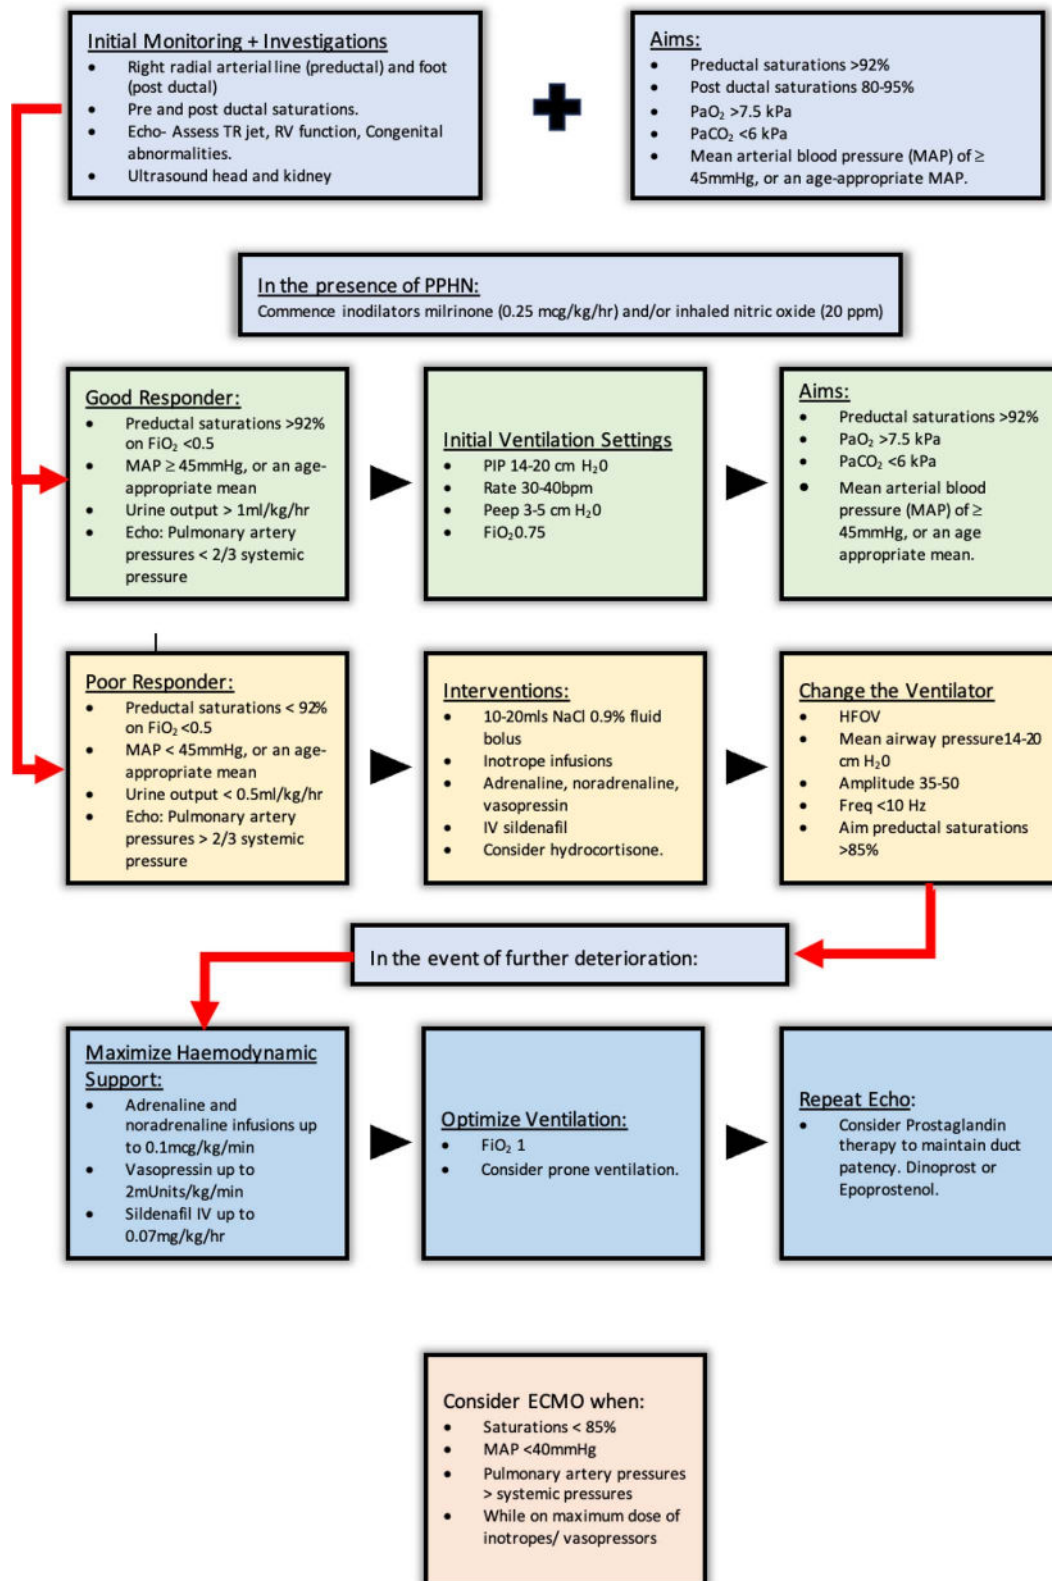 Initial Monitoring + Investigations
• Right radial arterial line (preductal) and foot
(post ductal)
• Pre and post ductal saturations.
• Echo- Assess TR jet, RV function, Congenital
abnormalities.
• Ultrasound head and kidney
Aims:
• Preductal saturations >92%
• Post ductal saturations 80-95%
• PaO₂ >7.5 kPa
• PaCO₂ <6 kPa
• Mean arterial blood pressure (MAP) of ≥
45mmHg, or an age-appropriate MAP.
In the presence of PPHN:
Commence inodilators milrinone (0.25 mcg/kg/hr) and/or inhaled nitric oxide (20 ppm)
Good Responder:
• Preductal saturations >92%
on FiO₂ <0.5
• MAP ≥ 45mmHg, or an age-
appropriate mean
• Urine output > 1ml/kg/hr
• Echo: Pulmonary artery
pressures < 2/3 systemic
pressure
Initial Ventilation Settings
• PIP 14-20 cm H₂0
• Rate 30-40bpm
• Peep 3-5 cm H₂0
• FiO₂0.75
Aims:
• Preductal saturations >92%
• PaO₂ >7.5 kPa
• PaCO₂ <6 kPa
• Mean arterial blood
pressure (MAP) of ≥
45mmHg, or an age
appropriate mean.
Poor Responder:
• Preductal saturations < 92%
on FiO₂ <0.5
• MAP < 45mmHg, or an age-
appropriate mean
• Urine output < 0.5ml/kg/hr
• Echo: Pulmonary artery
pressures > 2/3 systemic
pressure
Interventions:
• 10-20mls NaCl 0.9% fluid
bolus
• Inotrope infusions
• Adrenaline, noradrenaline,
vasopressin
• IV sildenafil
• Consider hydrocortisone.
Change the Ventilator
• HFOV
• Mean airway pressure14-20
cm H₂0
• Amplitude 35-50
• Freq <10 Hz
• Aim preductal saturations
>85%
In the event of further deterioration:
Maximize Haemodynamic
Support:
• Adrenaline and
noradrenaline infusions up
to 0.1mcg/kg/min
• Vasopressin up to
2mUnits/kg/min
• Sildenafil IV up to
0.07mg/kg/hr
Optimize Ventilation:
• FiO₂ 1
• Consider prone ventilation.
Repeat Echo:
• Consider Prostaglandin
therapy to maintain duct
patency. Dinoprost or
Epoprostenol.
Consider ECMO when:
• Saturations < 85%
• MAP <40mmHg
• Pulmonary artery pressures
> systemic pressures
• While on maximum dose of
inotropes/ vasopressors